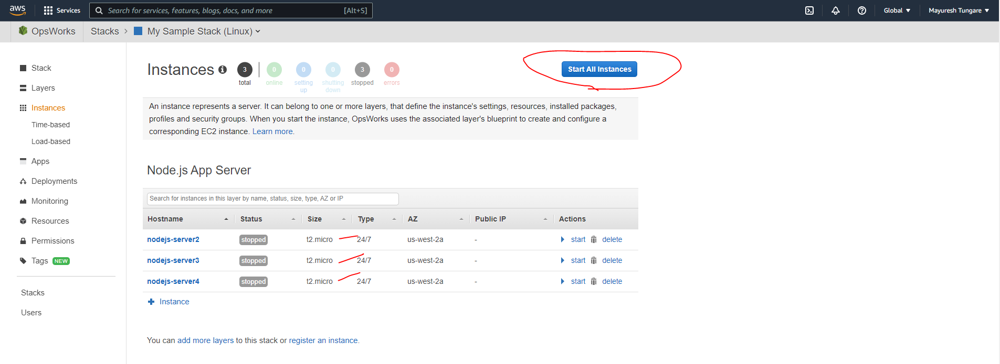 aws Services Search for services, features, blogs, docs, and more [Alt+S] Global Mayuresh Tungare
OpsWorks Stacks My Sample Stack (Linux)
Stack
Layers
Instances
Time-based
Load-based
Apps
Deployments
Monitoring
Resources
Permissions
Tags NEW
Stacks
Users
Instances
3 total
0 online
0 setting up
0 shutting down
3 stopped
0 errors
Start All Instances
An instance represents a server. It can belong to one or more layers, that define the instance's settings, resources, installed packages,
profiles and security groups. When you start the instance, OpsWorks uses the associated layer's blueprint to create and configure a
corresponding EC2 instance. Learn more.
Node.js App Server
Search for instances in this layer by name, status, size, type, AZ or IP
Hostname Status Size Type AZ Public IP Actions
nodejs-server2 stopped t2.micro 24/7 us-west-2a - start delete
nodejs-server3 stopped t2.micro 24/7 us-west-2a - start delete
nodejs-server4 stopped t2.micro 24/7 us-west-2a - start delete
Instance
You can add more layers to this stack or register an instance.